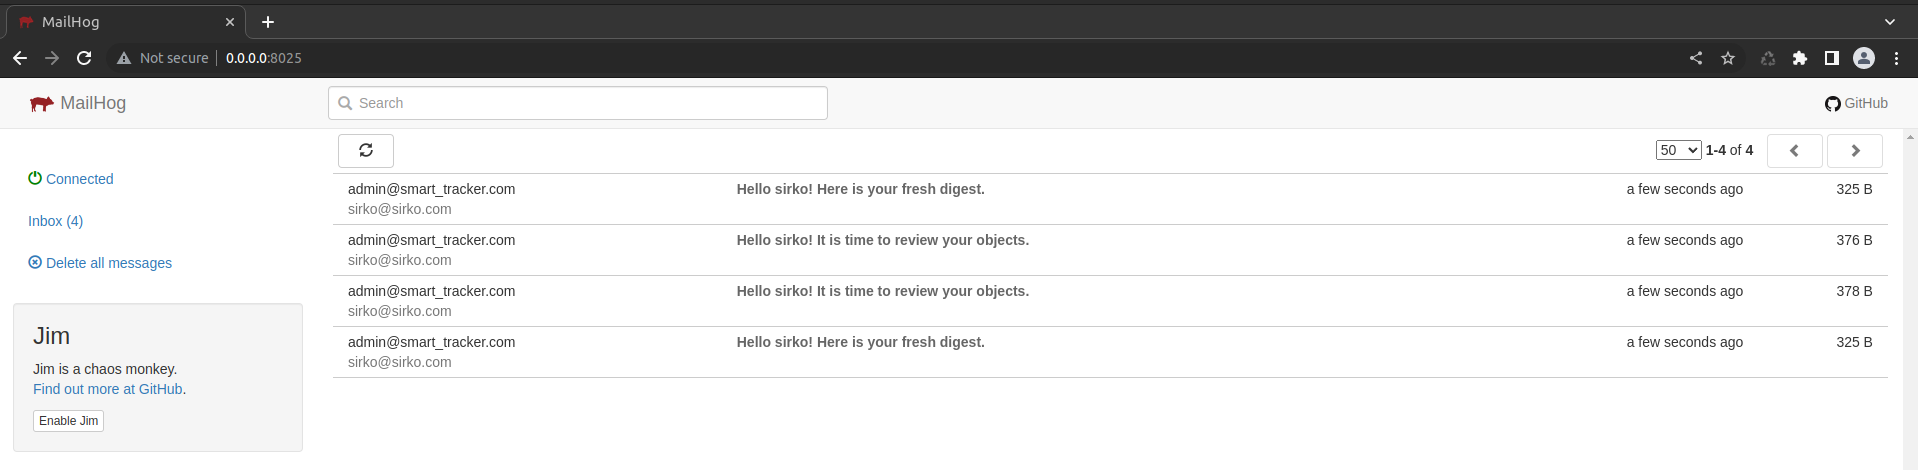 MailHog
Not secure 0.0.0.0:8025
MailHog
Search
GitHub
50 1-4 of 4
Connected
Inbox (4)
Delete all messages
Jim
Jim is a chaos monkey.
Find out more at GitHub.
Enable Jim
admin@smart_tracker.com Hello sirko! Here is your fresh digest. a few seconds ago 325 B
sirko@sirko.com
admin@smart_tracker.com Hello sirko! It is time to review your objects. a few seconds ago 376 B
sirko@sirko.com
admin@smart_tracker.com Hello sirko! It is time to review your objects. a few seconds ago 378 B
sirko@sirko.com
admin@smart_tracker.com Hello sirko! Here is your fresh digest. a few seconds ago 325 B
sirko@sirko.com